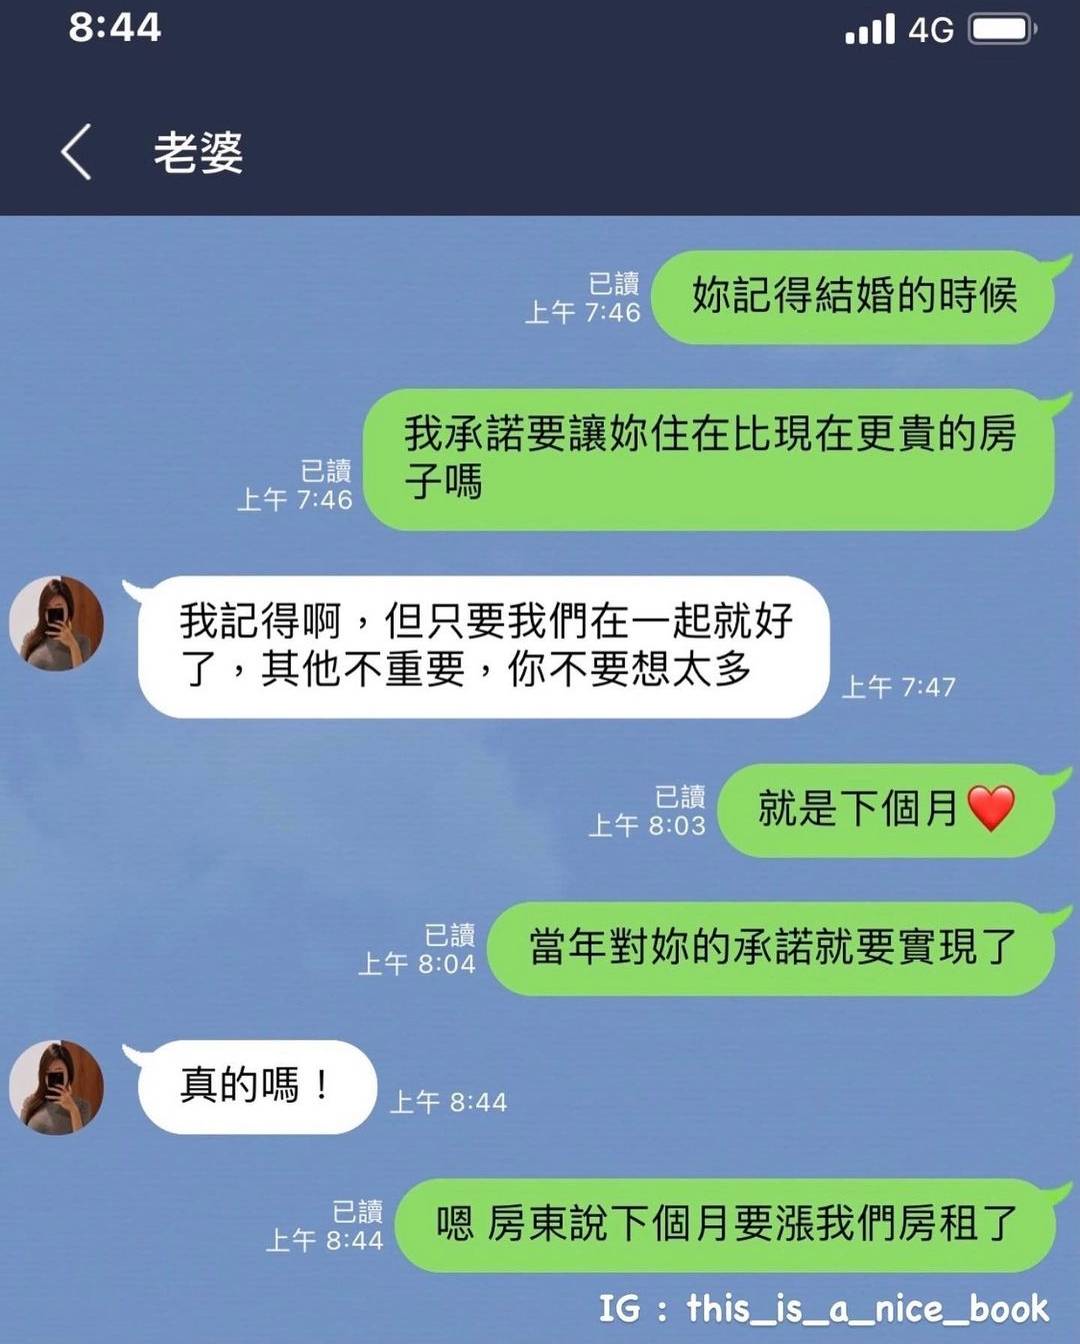 8:44
4G
老婆
已讀
上午 7:46
妳記得結婚的時候
已讀
上午 7:46
我承諾要讓妳住在比現在更貴的房
子嗎
我記得啊，但只要我們在一起就好
了，其他不重要，你不要想太多
上午 7:47
已讀
上午 8:03
就是下個月❤️
已讀
上午 8:04
當年對妳的承諾就要實現了
真的嗎！
上午 8:44
已讀
上午 8:44
嗯 房東說下個月要漲我們房租了
IG : this_is_a_nice_book